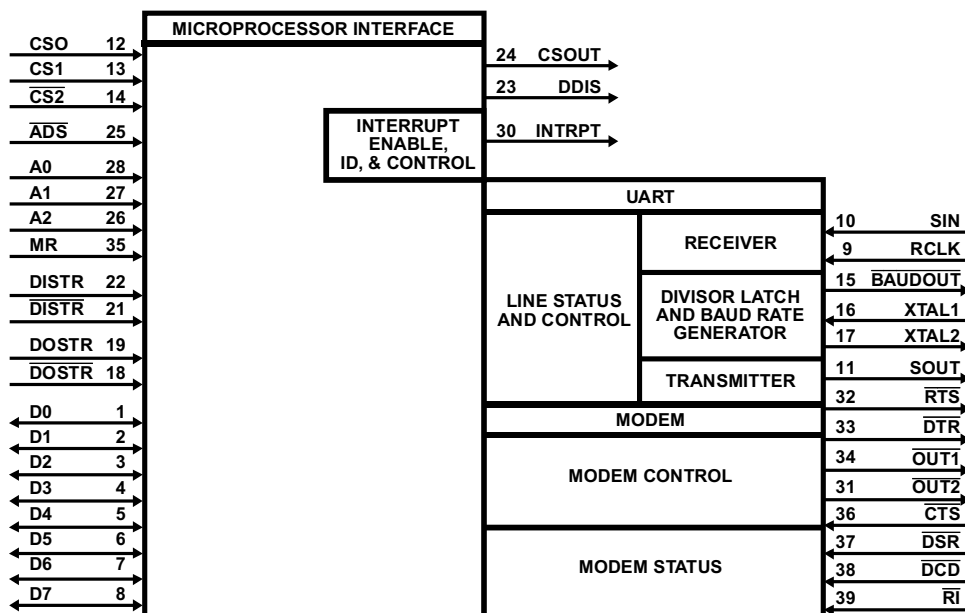 MICROPROCESSOR INTERFACE
CSO 12
CS1 13
CS2 14
ADS 25
A0 28
A1 27
A2 26
MR 35
DISTR 22
DISTR 21
DOSTR 19
DOSTR 18
D0 1
D1 2
D2 3
D3 4
D4 5
D5 6
D6 7
D7 8
24 CSOUT
23 DDIS
30 INTRPT
INTERRUPT
ENABLE,
ID, & CONTROL
UART
LINE STATUS
AND CONTROL
RECEIVER
DIVISOR LATCH
AND BAUD RATE
GENERATOR
TRANSMITTER
MODEM
MODEM CONTROL
MODEM STATUS
10 SIN
9 RCLK
15 BAUDOUT
16 XTAL1
17 XTAL2
11 SOUT
32 RTS
33 DTR
34 OUT1
31 OUT2
36 CTS
37 DSR
38 DCD
39 RI